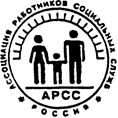 АССОЦИАЦИЯ РАБОТНИКОВ СОЦИАЛЬНЫХ СЛУЖБ
АРСС
РОССИЯ